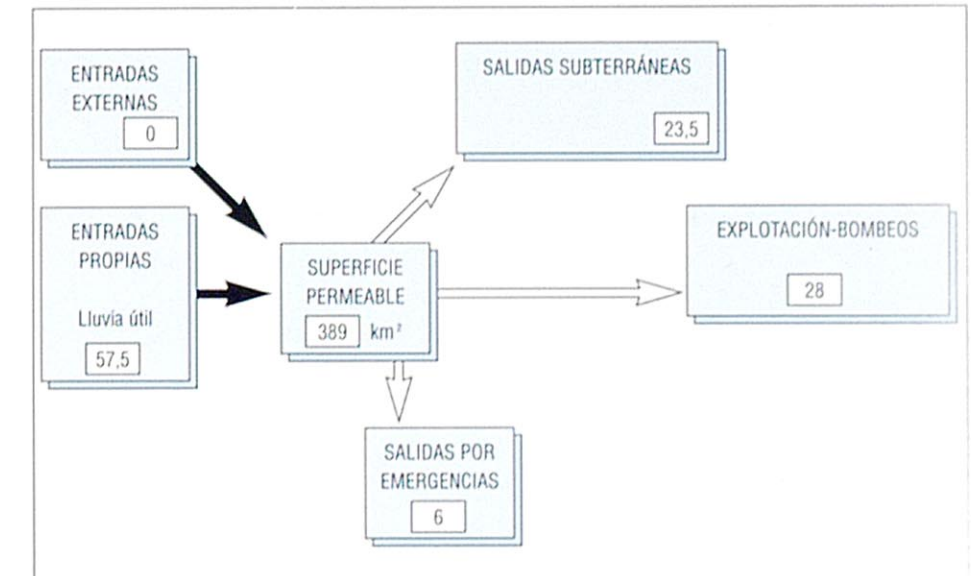 ENTRADAS
EXTERNAS
0
SALIDAS SUBTERRÁNEAS
23,5
ENTRADAS
PROPIAS
Lluvia útil
57,5
SUPERFICIE
PERMEABLE
389 km²
EXPLOTACIÓN-BOMBEOS
28
SALIDAS POR
EMERGENCIAS
6